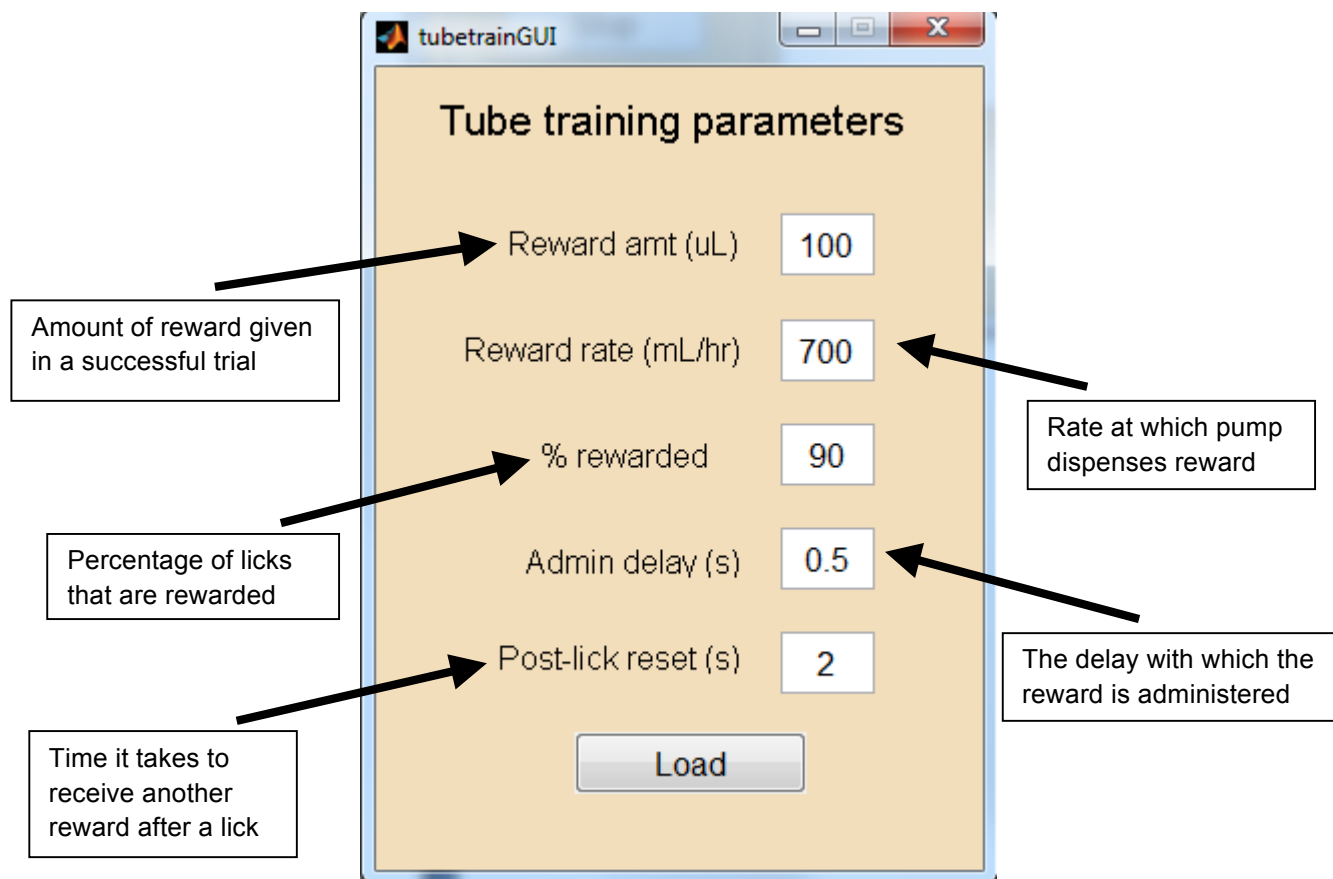 tubetrainGUI
Tube training parameters
Reward amt (uL)
100
Amount of reward given
in a successful trial
Reward rate (mL/hr)
700
Rate at which pump
dispenses reward
% rewarded
90
Percentage of licks
that are rewarded
Admin delay (s)
0.5
The delay with which the
reward is administered
Post-lick reset (s)
2
Time it takes to
receive another
reward after a lick
Load